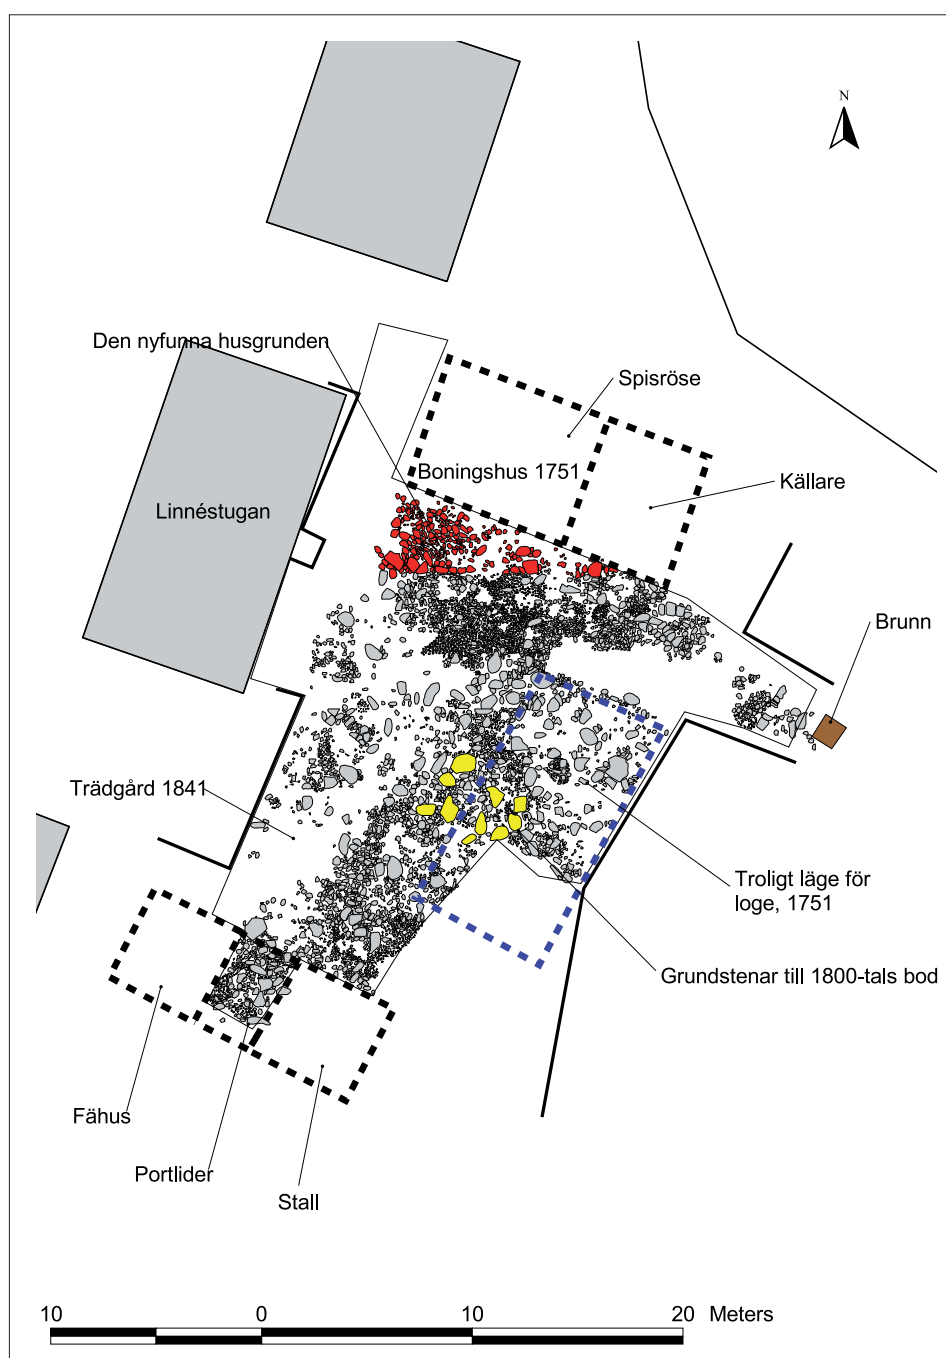 N
Den nyfunna husgrunden
Spisröse
Boningshus 1751
Källare
Linnéstugan
Brunn
Trädgård 1841
Troligt läge för
loge, 1751
Grundstenar till 1800-tals bod
Fähus
Portlider
Stall
10 0 10 20 Meters